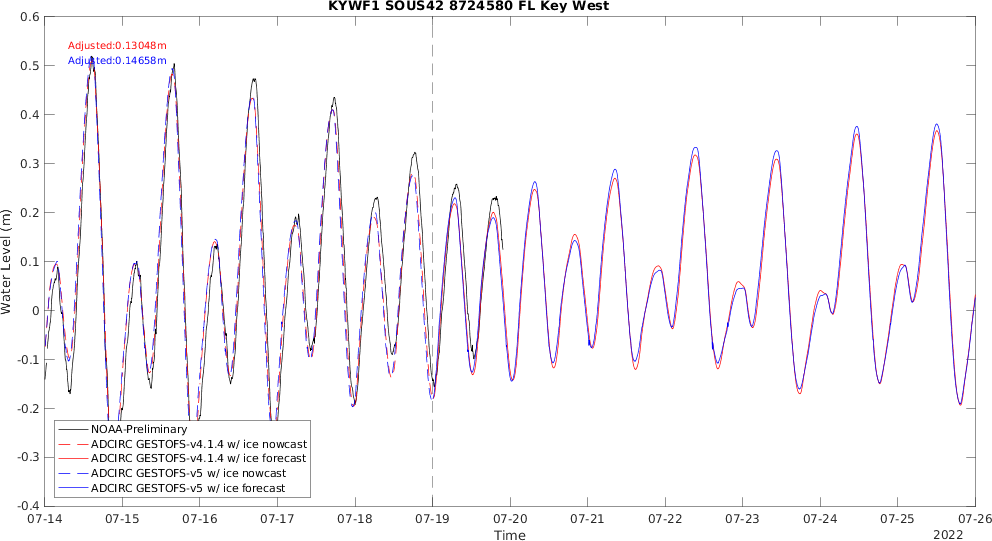 KYWF1 SOUS42 8724580 FL Key West
Adjusted:0.13048m
Adjusted:0.14658m
Water Level (m)
0.6
0.5
0.4
0.3
0.2
0.1
0
-0.1
-0.2
-0.3
-0.4
NOAA-Preliminary
ADCIRC GESTOFS-v4.1.4 w/ ice nowcast
ADCIRC GESTOFS-v4.1.4 w/ ice forecast
ADCIRC GESTOFS-v5 w/ ice nowcast
ADCIRC GESTOFS-v5 w/ ice forecast
07-14 07-15 07-16 07-17 07-18 07-19 07-20 07-21 07-22 07-23 07-24 07-25 07-26
Time
2022